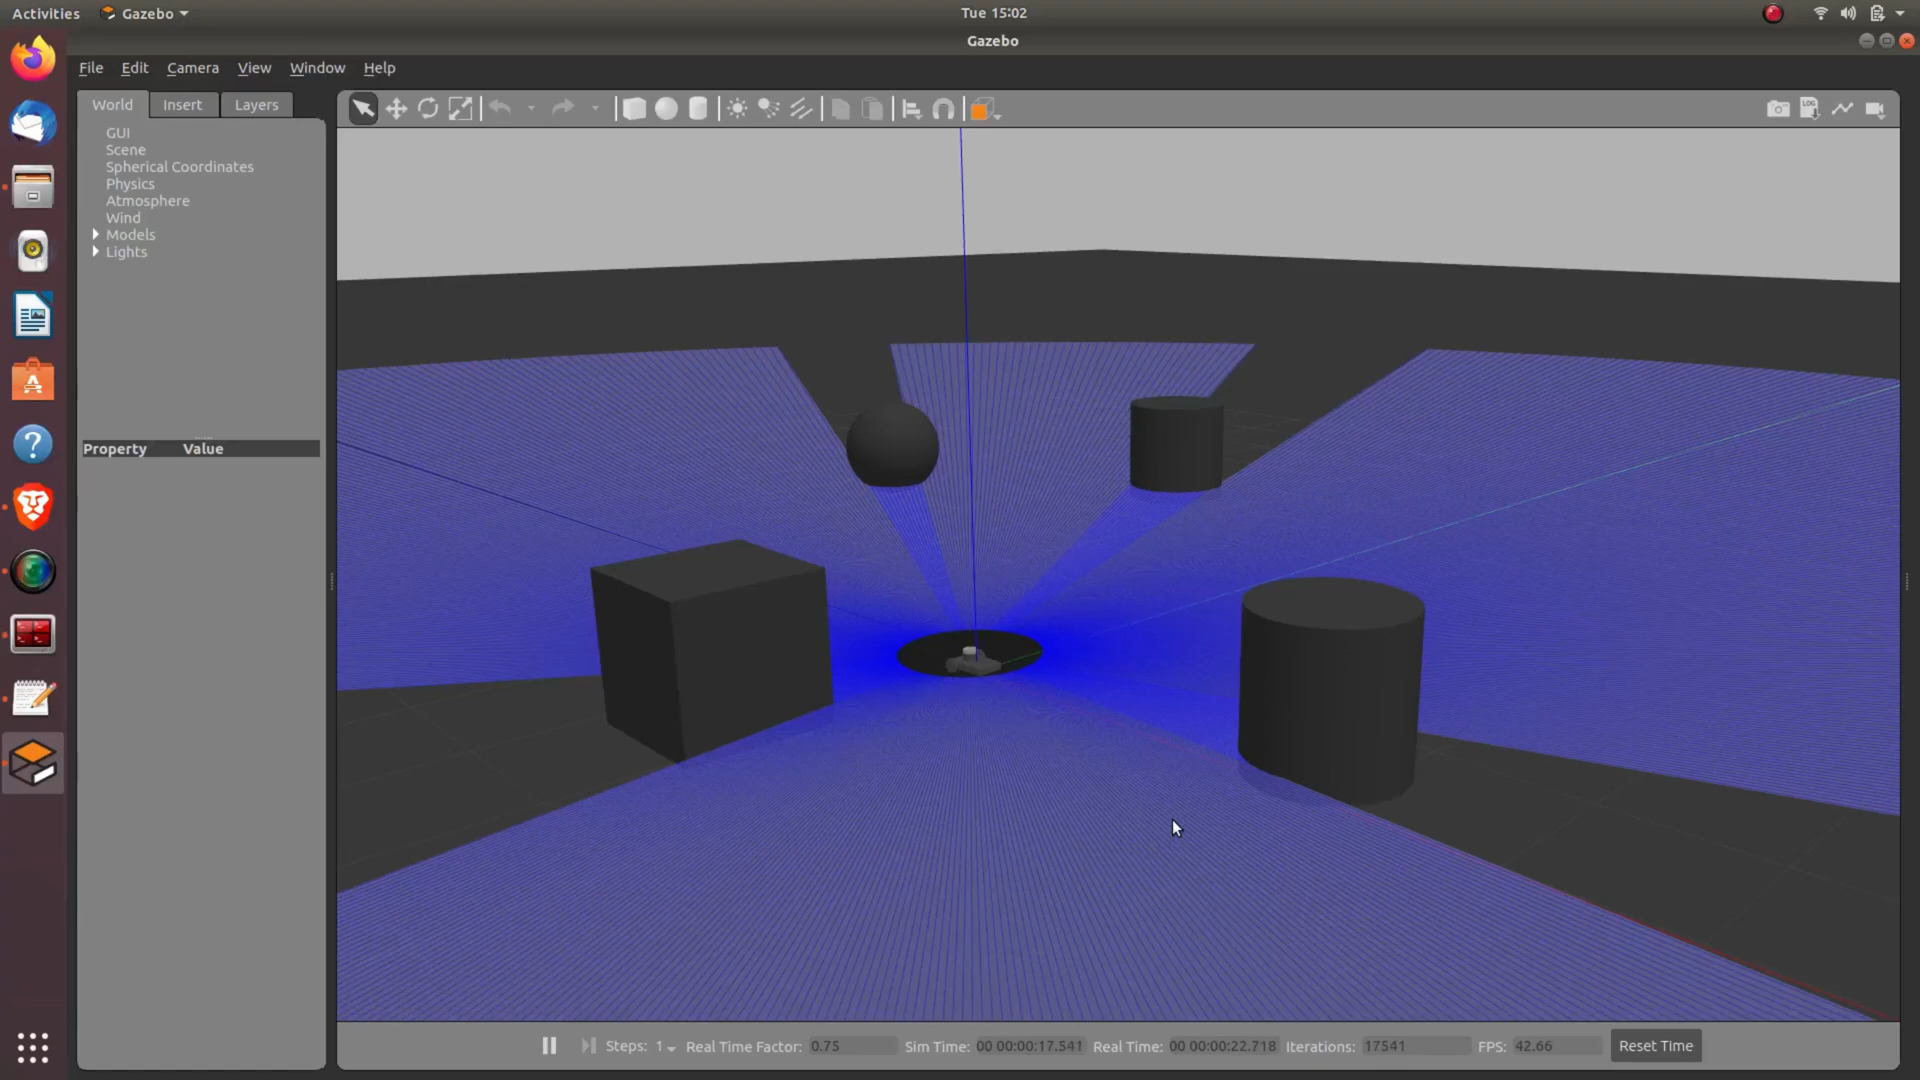 Activities Gazebo Tue 15:02
Gazebo
File Edit Camera View Window Help
World Insert Layers
GUI
Scene
Spherical Coordinates
Physics
Atmosphere
Wind
Models
Lights
Property Value
Steps: 1 Real Time Factor: 0.75 Sim Time: 00 00:00:17.541 Real Time: 00 00:00:22.718 Iterations: 17541 FPS: 42.66 Reset Time
LOG